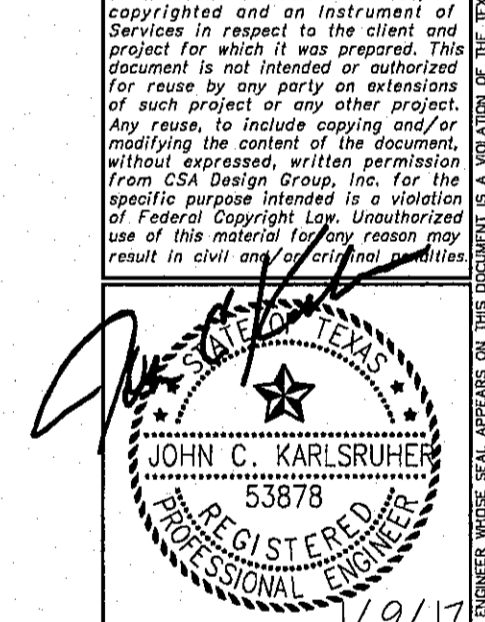 copyrighted and an Instrument of
Services in respect to the client and
project for which it was prepared. This
document is not intended or authorized
for reuse by any party on extensions
of such project or any other project.
Any reuse, to include copying and/or
modifying the content of the document,
without expressed, written permission
from CSA Design Group, Inc. for the
specific purpose intended is a violation
of Federal Copyright Law. Unauthorized
use of this material for any reason may
result in civil and/or criminal penalties.
STATE OF TEXAS
JOHN C. KARLSRUHER
53878
REGISTERED
PROFESSIONAL ENGINEER
1/9/17
ENGINEER WHOSE SEAL APPEARS ON THIS DOCUMENT IS A VIOLATION OF THE TEX